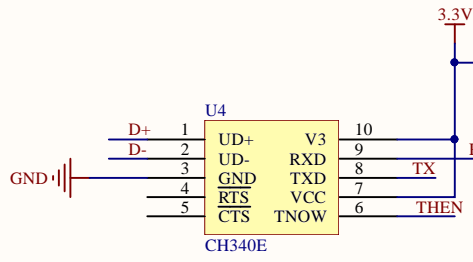 3.3V
U4
D+ 1 UD+ V3 10
D- 2 UD- RXD 9
GND 3 GND TXD 8 TX
4 RTS VCC 7
5 CTS TNOW 6 THEN
CH340E